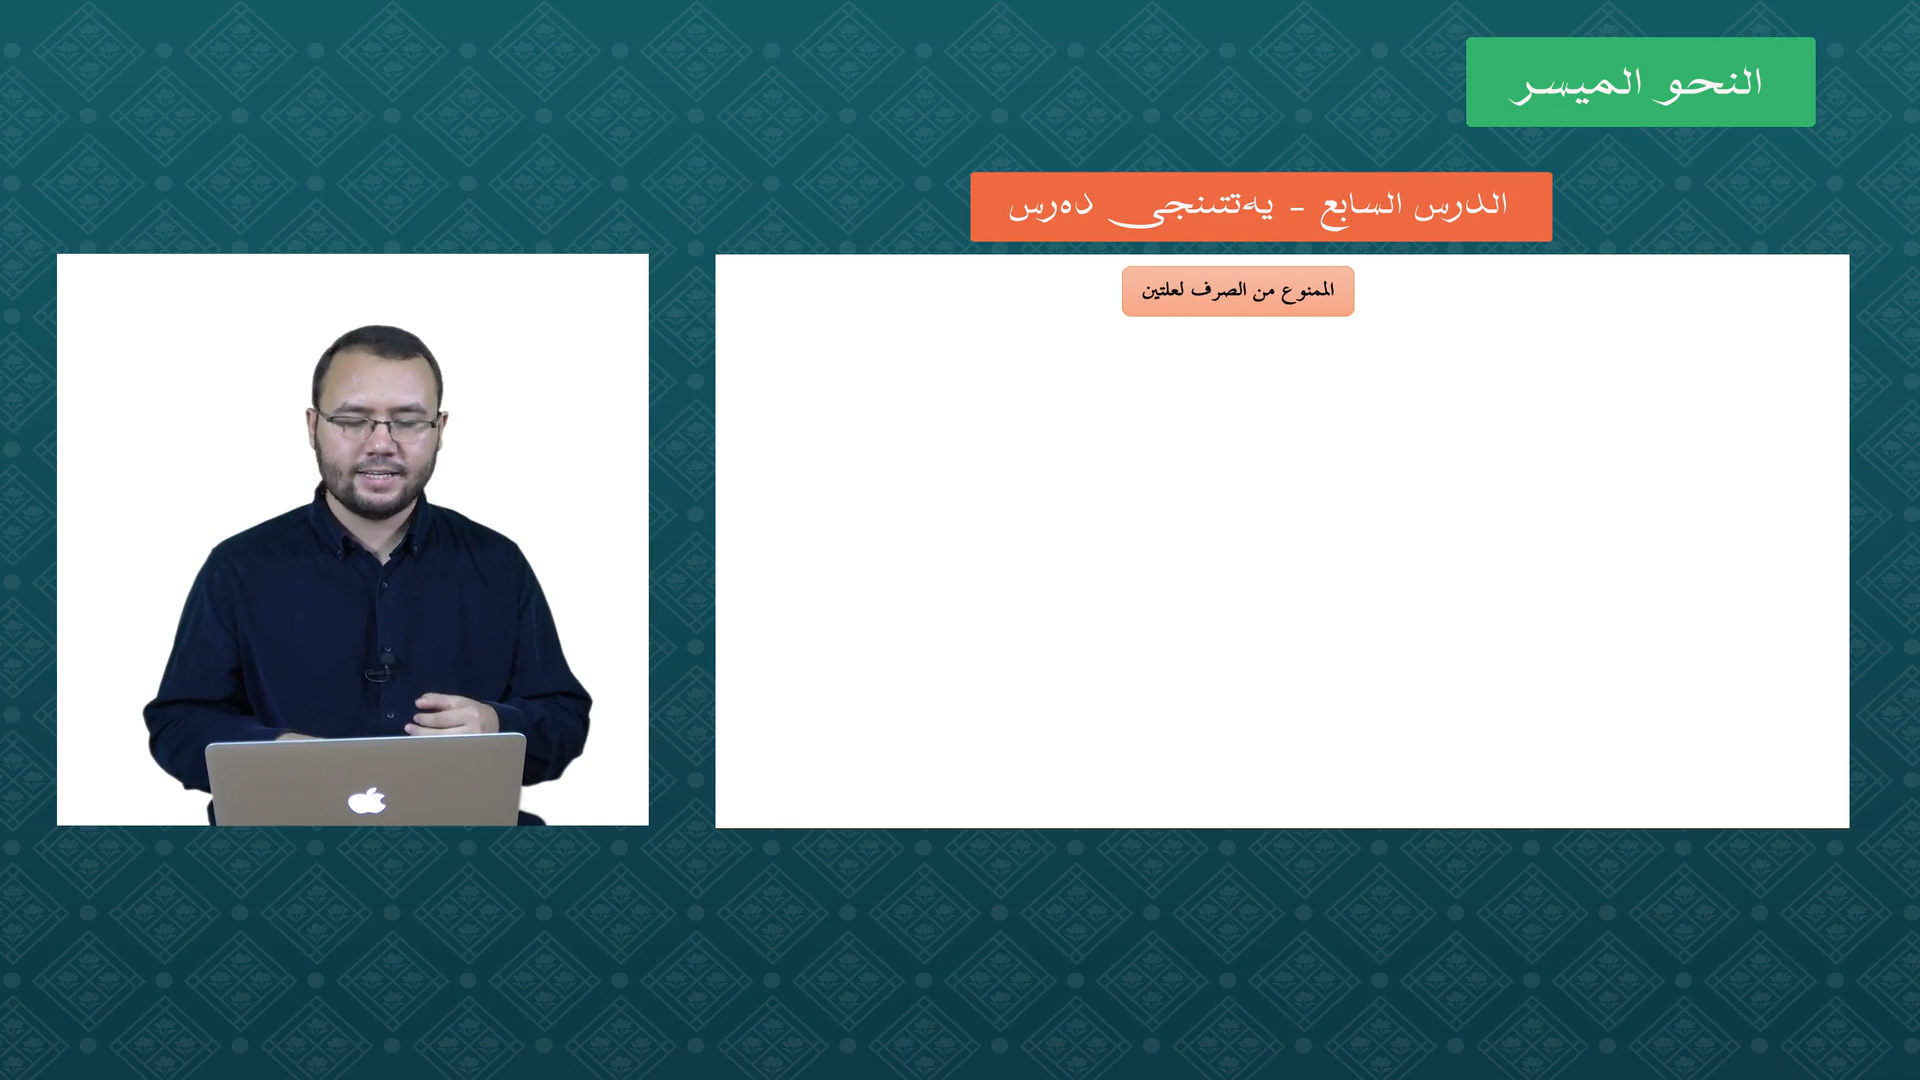 النحو الميسر
الدرس السابع - يەتتىنجى دەرس
الممنوع من الصرف لعلتين